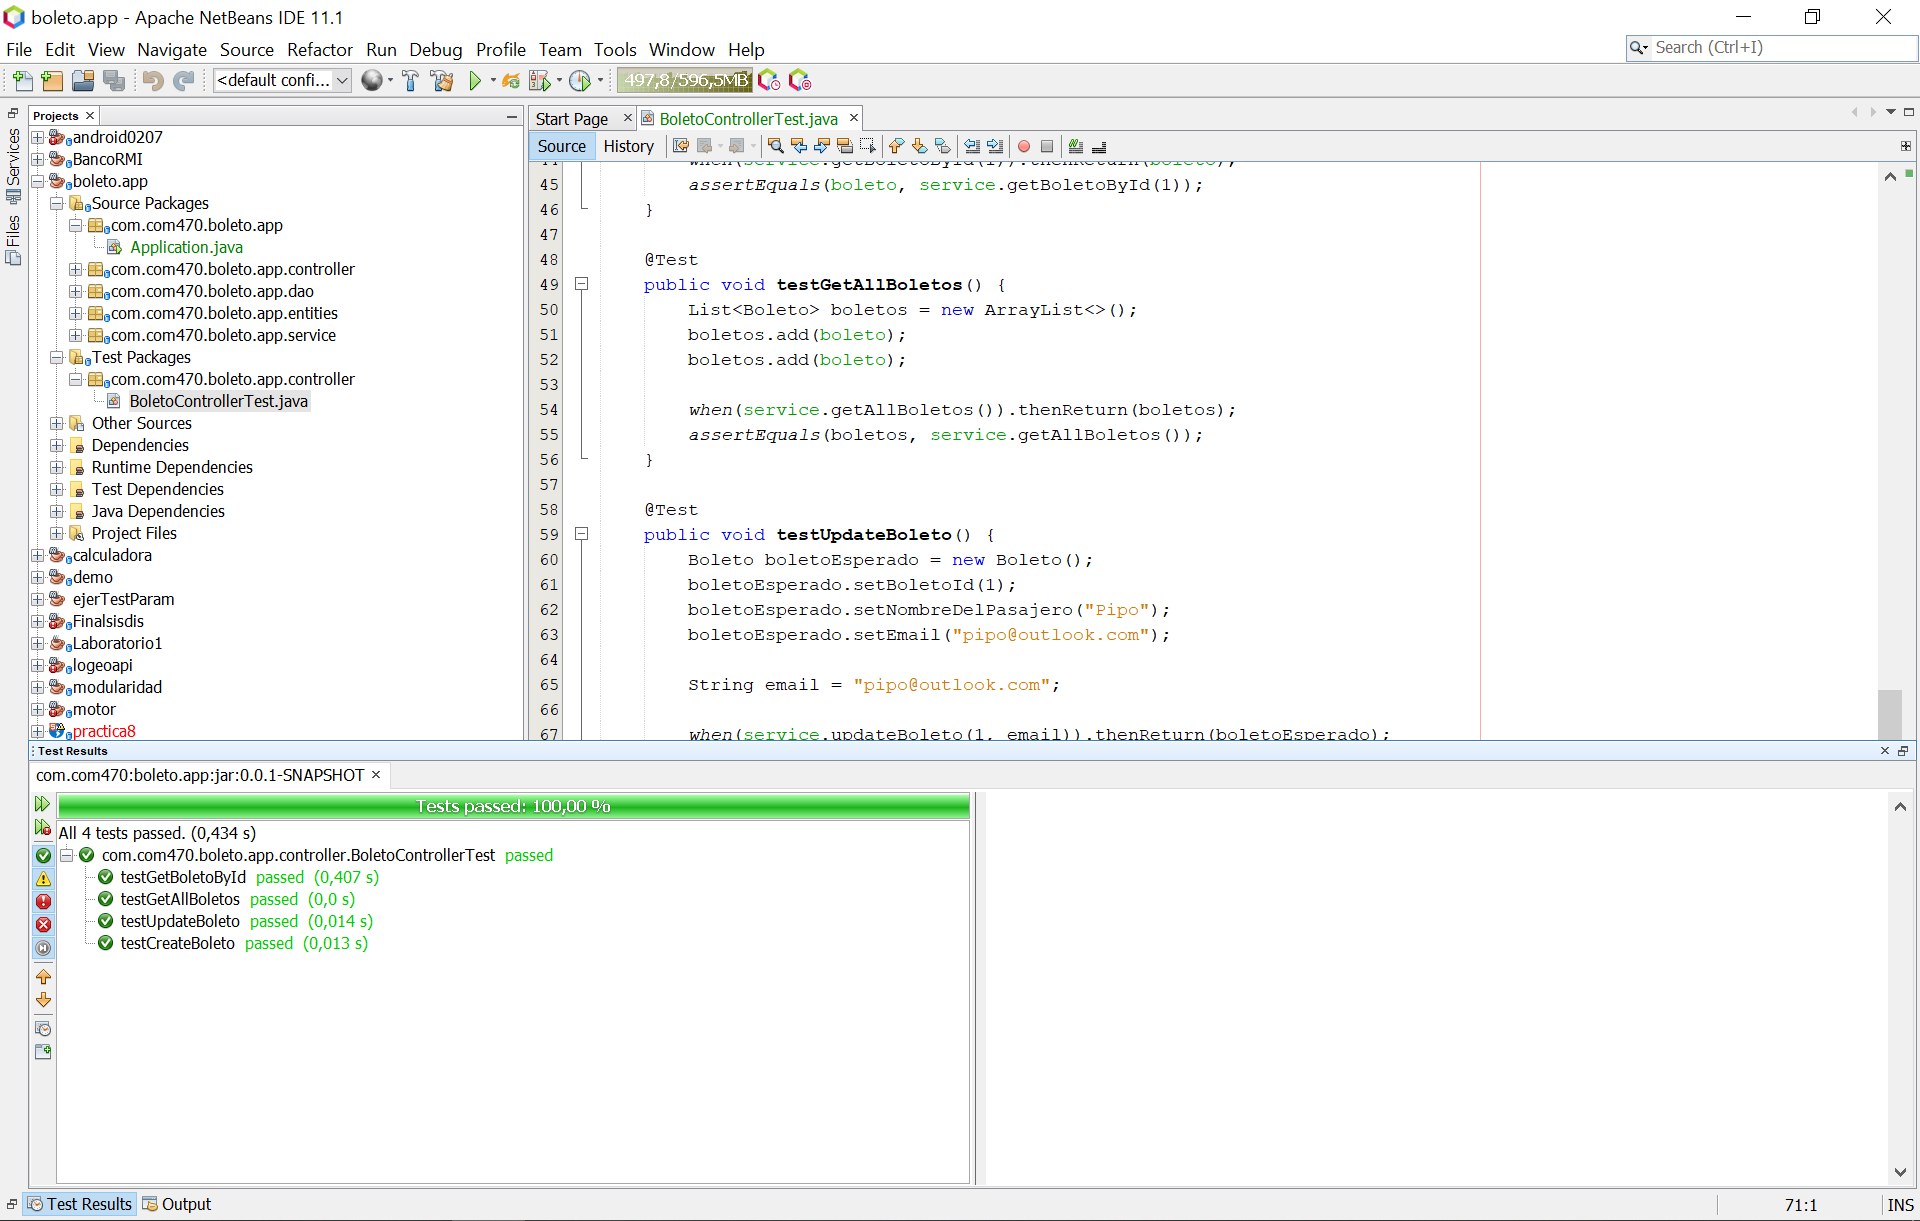 boleto.app - Apache NetBeans IDE 11.1
File Edit View Navigate Source Refactor Run Debug Profile Team Tools Window Help
Search (Ctrl+I)
<default confi...
497,8/596,5MB
Services
Files
Projects
android0207
BancoRMI
boleto.app
Source Packages
com.com470.boleto.app
Application.java
com.com470.boleto.app.controller
com.com470.boleto.app.dao
com.com470.boleto.app.entities
com.com470.boleto.app.service
Test Packages
com.com470.boleto.app.controller
BoletoControllerTest.java
Other Sources
Dependencies
Runtime Dependencies
Test Dependencies
Java Dependencies
Project Files
calculadora
demo
ejerTestParam
Finalsisdis
Laboratorio1
logeoapi
modularidad
motor
practica8
Start Page
BoletoControllerTest.java
Source History
44 when(service.getBoletoById(1)).thenReturn(boleto);
45 assertEquals(boleto, service.getBoletoById(1));
46 }
47
48 @Test
49 public void testGetAllBoletos() {
50 List<Boleto> boletos = new ArrayList<>();
51 boletos.add(boleto);
52 boletos.add(boleto);
53
54 when(service.getAllBoletos()).thenReturn(boletos);
55 assertEquals(boletos, service.getAllBoletos());
56 }
57
58 @Test
59 public void testUpdateBoleto() {
60 Boleto boletoEsperado = new Boleto();
61 boletoEsperado.setBoletoId(1);
62 boletoEsperado.setNombreDelPasajero("Pipo");
63 boletoEsperado.setEmail("pipo@outlook.com");
64
65 String email = "pipo@outlook.com";
66
67 when(service.updateBoleto(1, email)).thenReturn(boletoEsperado);
Test Results
com.com470:boleto.app:jar:0.0.1-SNAPSHOT
Tests passed: 100,00 %
All 4 tests passed. (0,434 s)
com.com470.boleto.app.controller.BoletoControllerTest passed
testGetBoletoById passed (0,407 s)
testGetAllBoletos passed (0,0 s)
testUpdateBoleto passed (0,014 s)
testCreateBoleto passed (0,013 s)
Test Results Output
71:1 INS